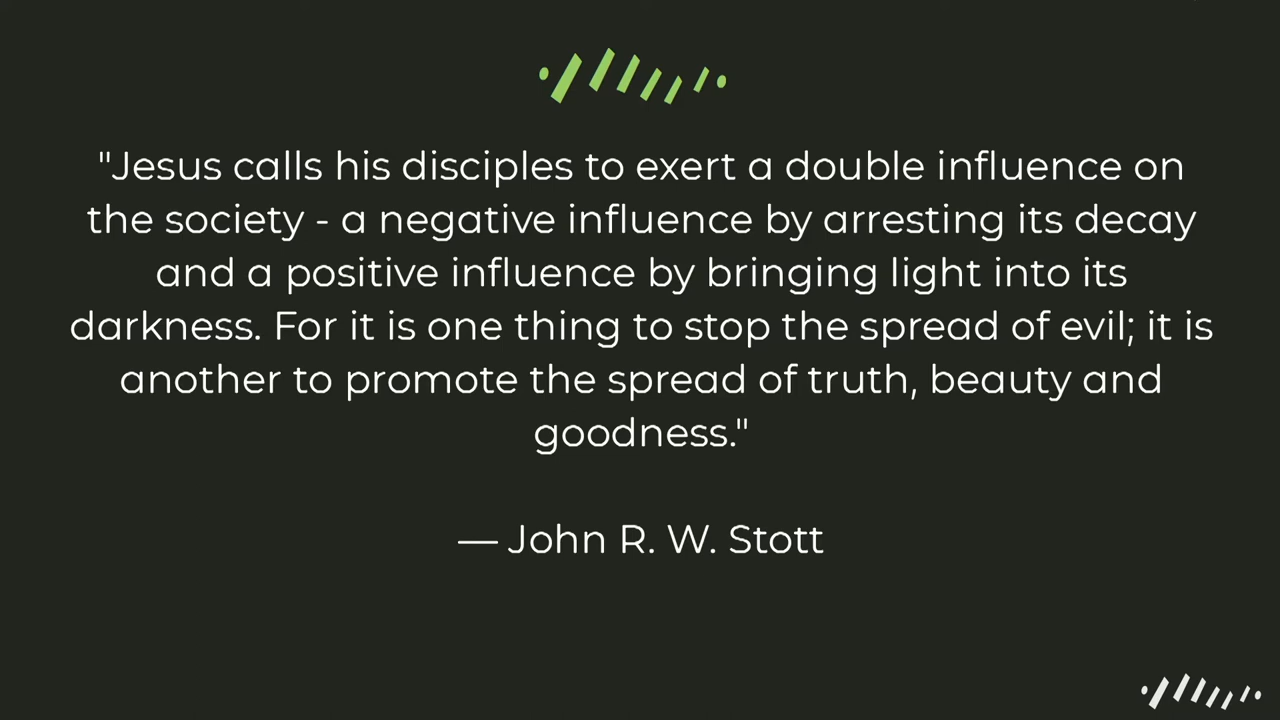 "Jesus calls his disciples to exert a double influence on
the society - a negative influence by arresting its decay
and a positive influence by bringing light into its
darkness. For it is one thing to stop the spread of evil; it is
another to promote the spread of truth, beauty and
goodness."
— John R. W. Stott